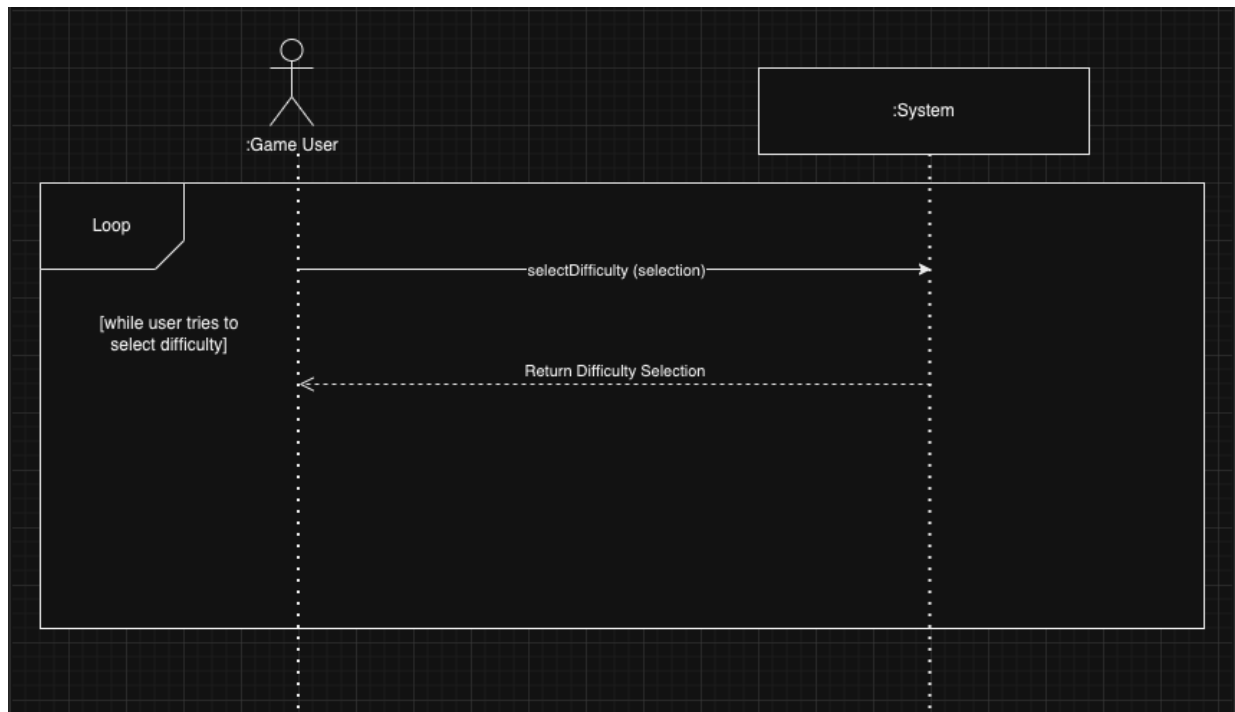 :Game User
:System
Loop
selectDifficulty (selection)
[while user tries to
select difficulty]
Return Difficulty Selection